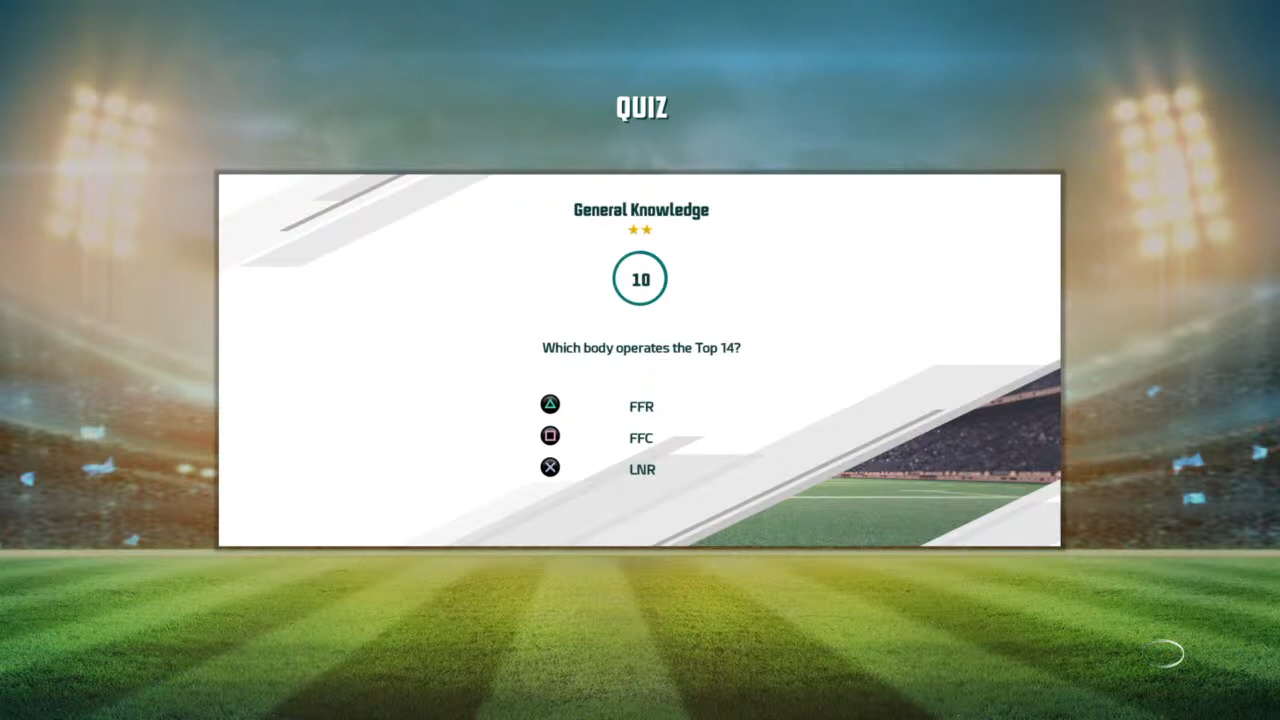 QUIZ
General Knowledge
10
Which body operates the Top 14?
FFR
FFC
LNR